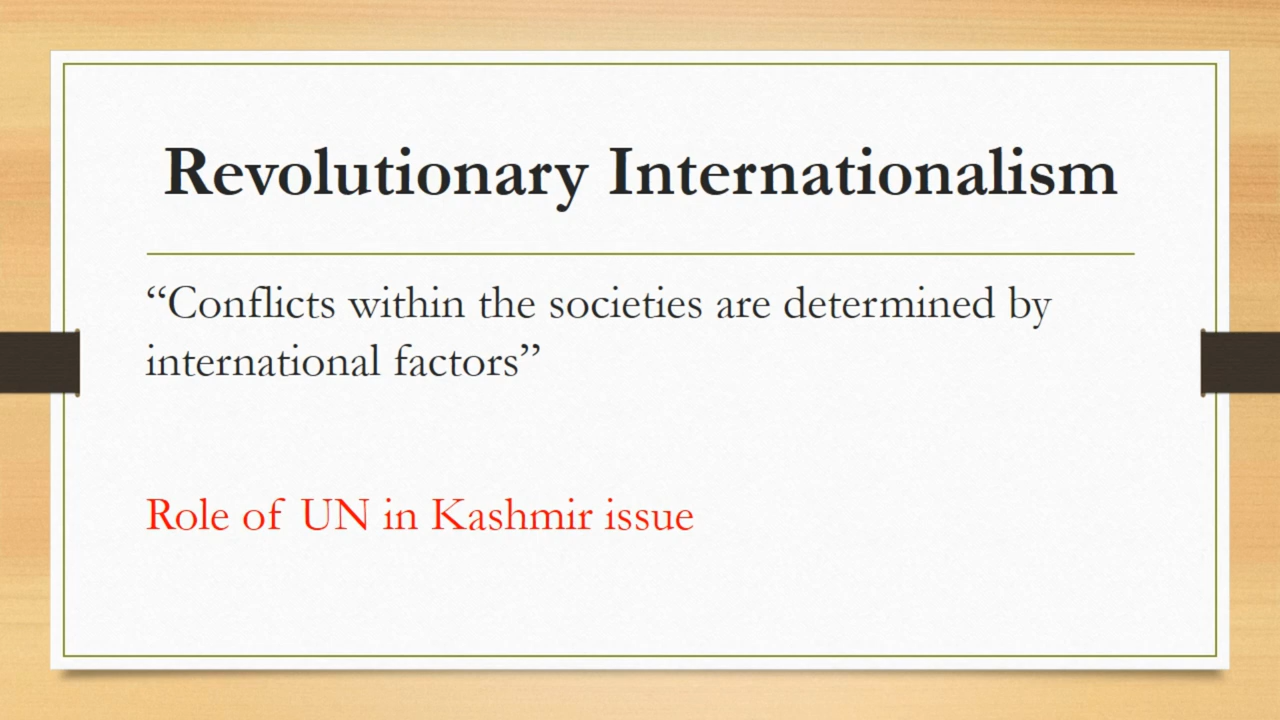 Revolutionary Internationalism
“Conflicts within the societies are determined by
international factors”
Role of UN in Kashmir issue